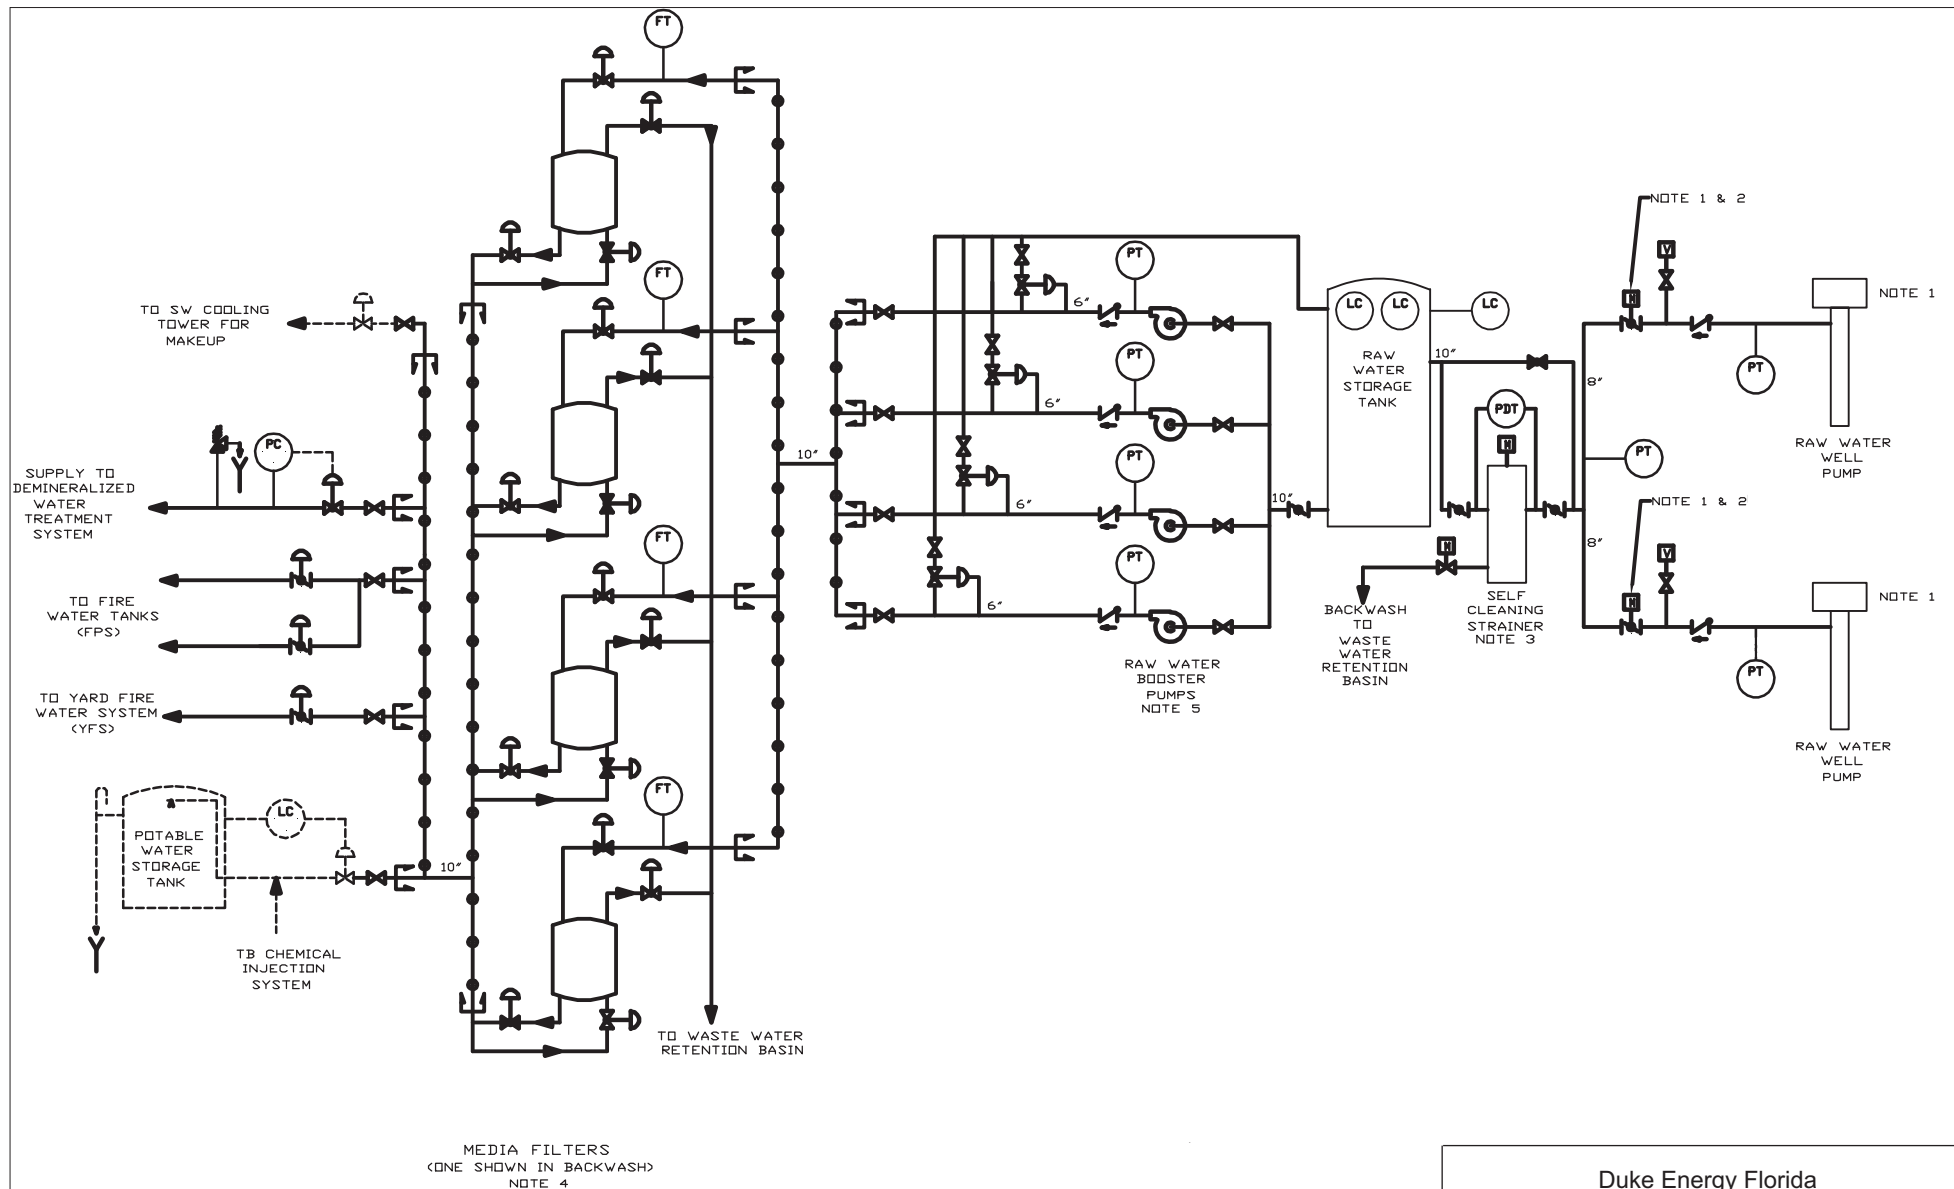 FT
NOTE 1 & 2
V
M
NOTE 1
PT
RAW WATER
WELL
PUMP
8"
PT
NOTE 1 & 2
8"
V
M
NOTE 1
PT
RAW WATER
WELL
PUMP
LC
LC
LC
RAW
WATER
STORAGE
TANK
10"
PDT
M
SELF
CLEANING
STRAINER
NOTE 3
M
BACKWASH
TO
WASTE
WATER
RETENTION
BASIN
10"
PT
6"
PT
6"
PT
6"
PT
6"
RAW WATER
BOOSTER
PUMPS
NOTE 5
10"
FT
FT
FT
TO WASTE WATER
RETENTION BASIN
TO SW COOLING
TOWER FOR
MAKEUP
PC
SUPPLY TO
DEMINERALIZED
WATER
TREATMENT
SYSTEM
TO FIRE
WATER TANKS
(FPS)
TO YARD FIRE
WATER SYSTEM
(YFS)
LC
POTABLE
WATER
STORAGE
TANK
10"
TB CHEMICAL
INJECTION
SYSTEM
MEDIA FILTERS
(ONE SHOWN IN BACKWASH)
NOTE 4
Duke Energy Florida